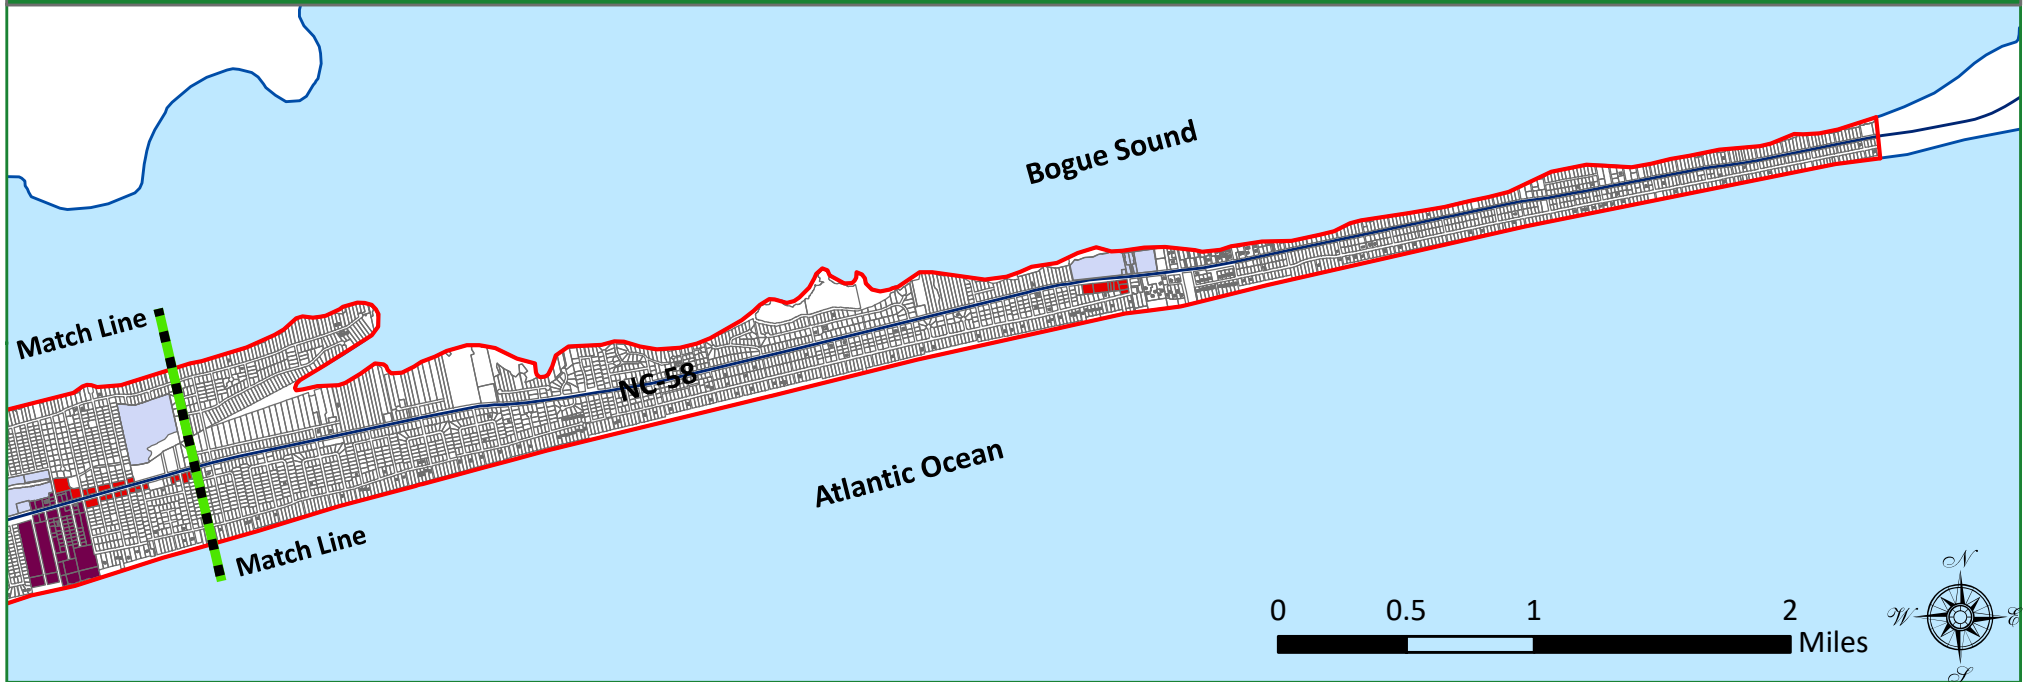 Bogue Sound
Match Line
NC-58
Atlantic Ocean
Match Line
N
0 0.5 1 2
W E
Miles
S